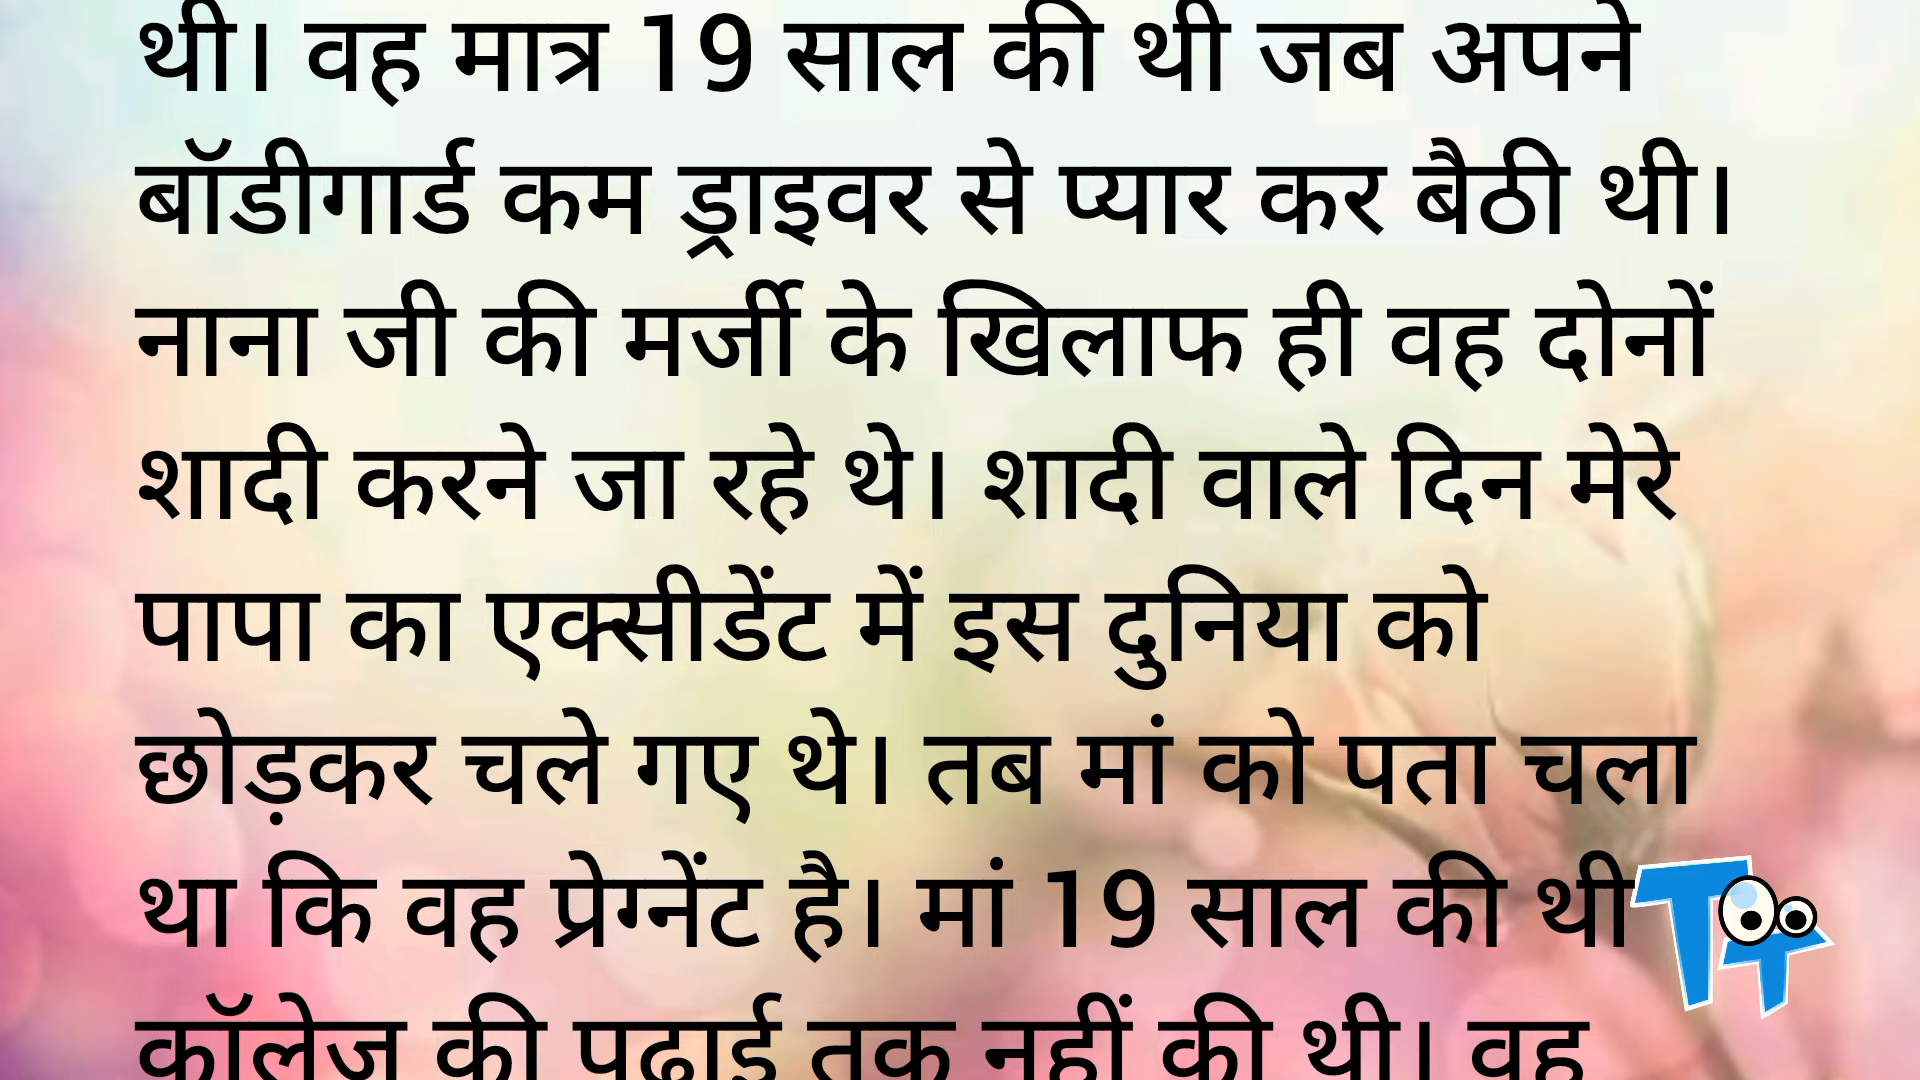 थी। वह मात्र 19 साल की थी जब अपने
बॉडीगार्ड कम ड्राइवर से प्यार कर बैठी थी।
नाना जी की मर्जी के खिलाफ ही वह दोनों
शादी करने जा रहे थे। शादी वाले दिन मेरे
पापा का एक्सीडेंट में इस दुनिया को
छोड़कर चले गए थे। तब मां को पता चला
था कि वह प्रेग्नेंट है। मां 19 साल की थी
कॉलेज की पढ़ाई तक नहीं की थी। वह
TT